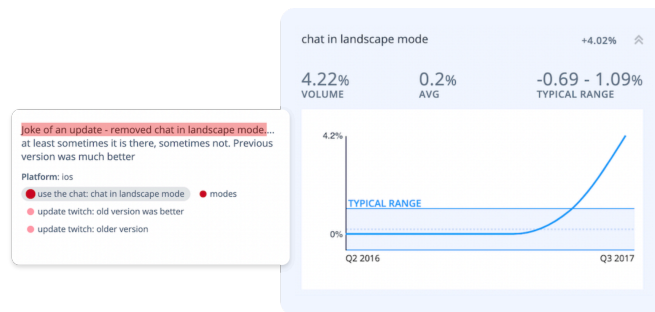 chat in landscape mode
+4.02%
4.22%
VOLUME
0.2%
AVG
-0.69 - 1.09%
TYPICAL RANGE
4.2%
TYPICAL RANGE
0%
Q2 2016
Q3 2017
Joke of an update - removed chat in landscape mode....
at least sometimes it is there, sometimes not. Previous
version was much better
Platform: ios
use the chat: chat in landscape mode
modes
update twitch: old version was better
update twitch: older version